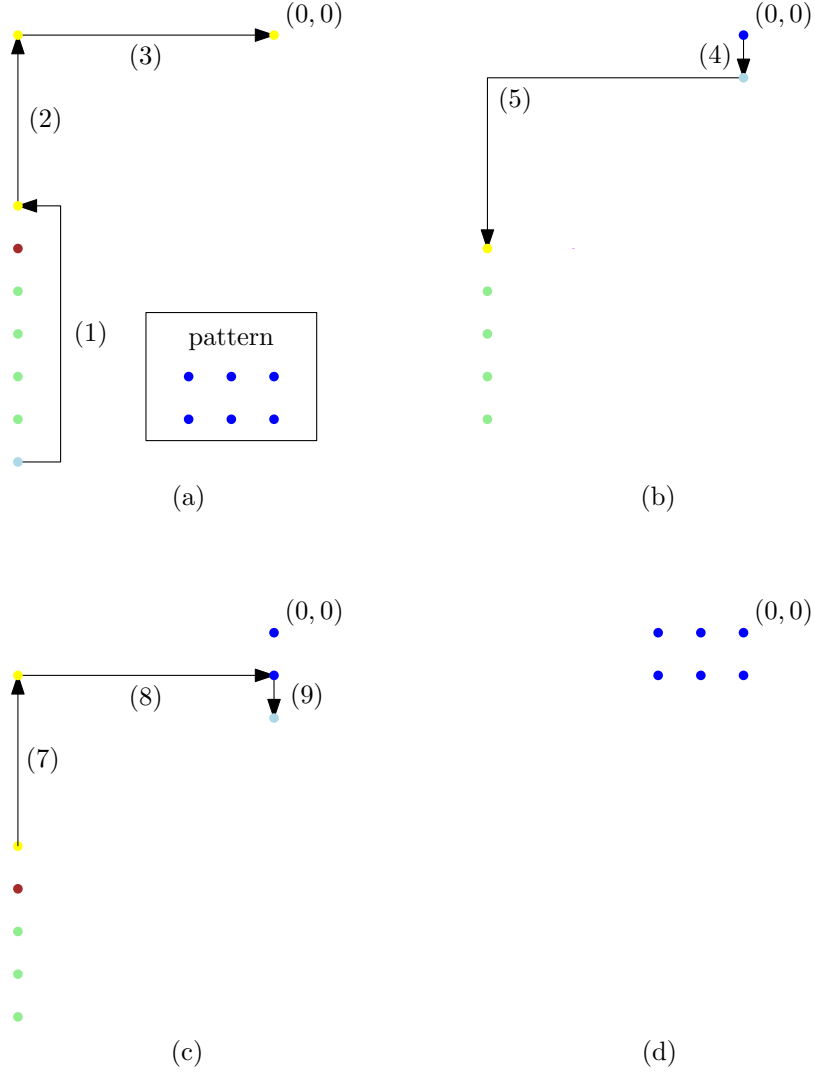 (0, 0)
(3)
(2)
(1)
pattern
(a)
(0, 0)
(4)
(5)
(b)
(0, 0)
(8)
(9)
(7)
(c)
(0, 0)
(d)